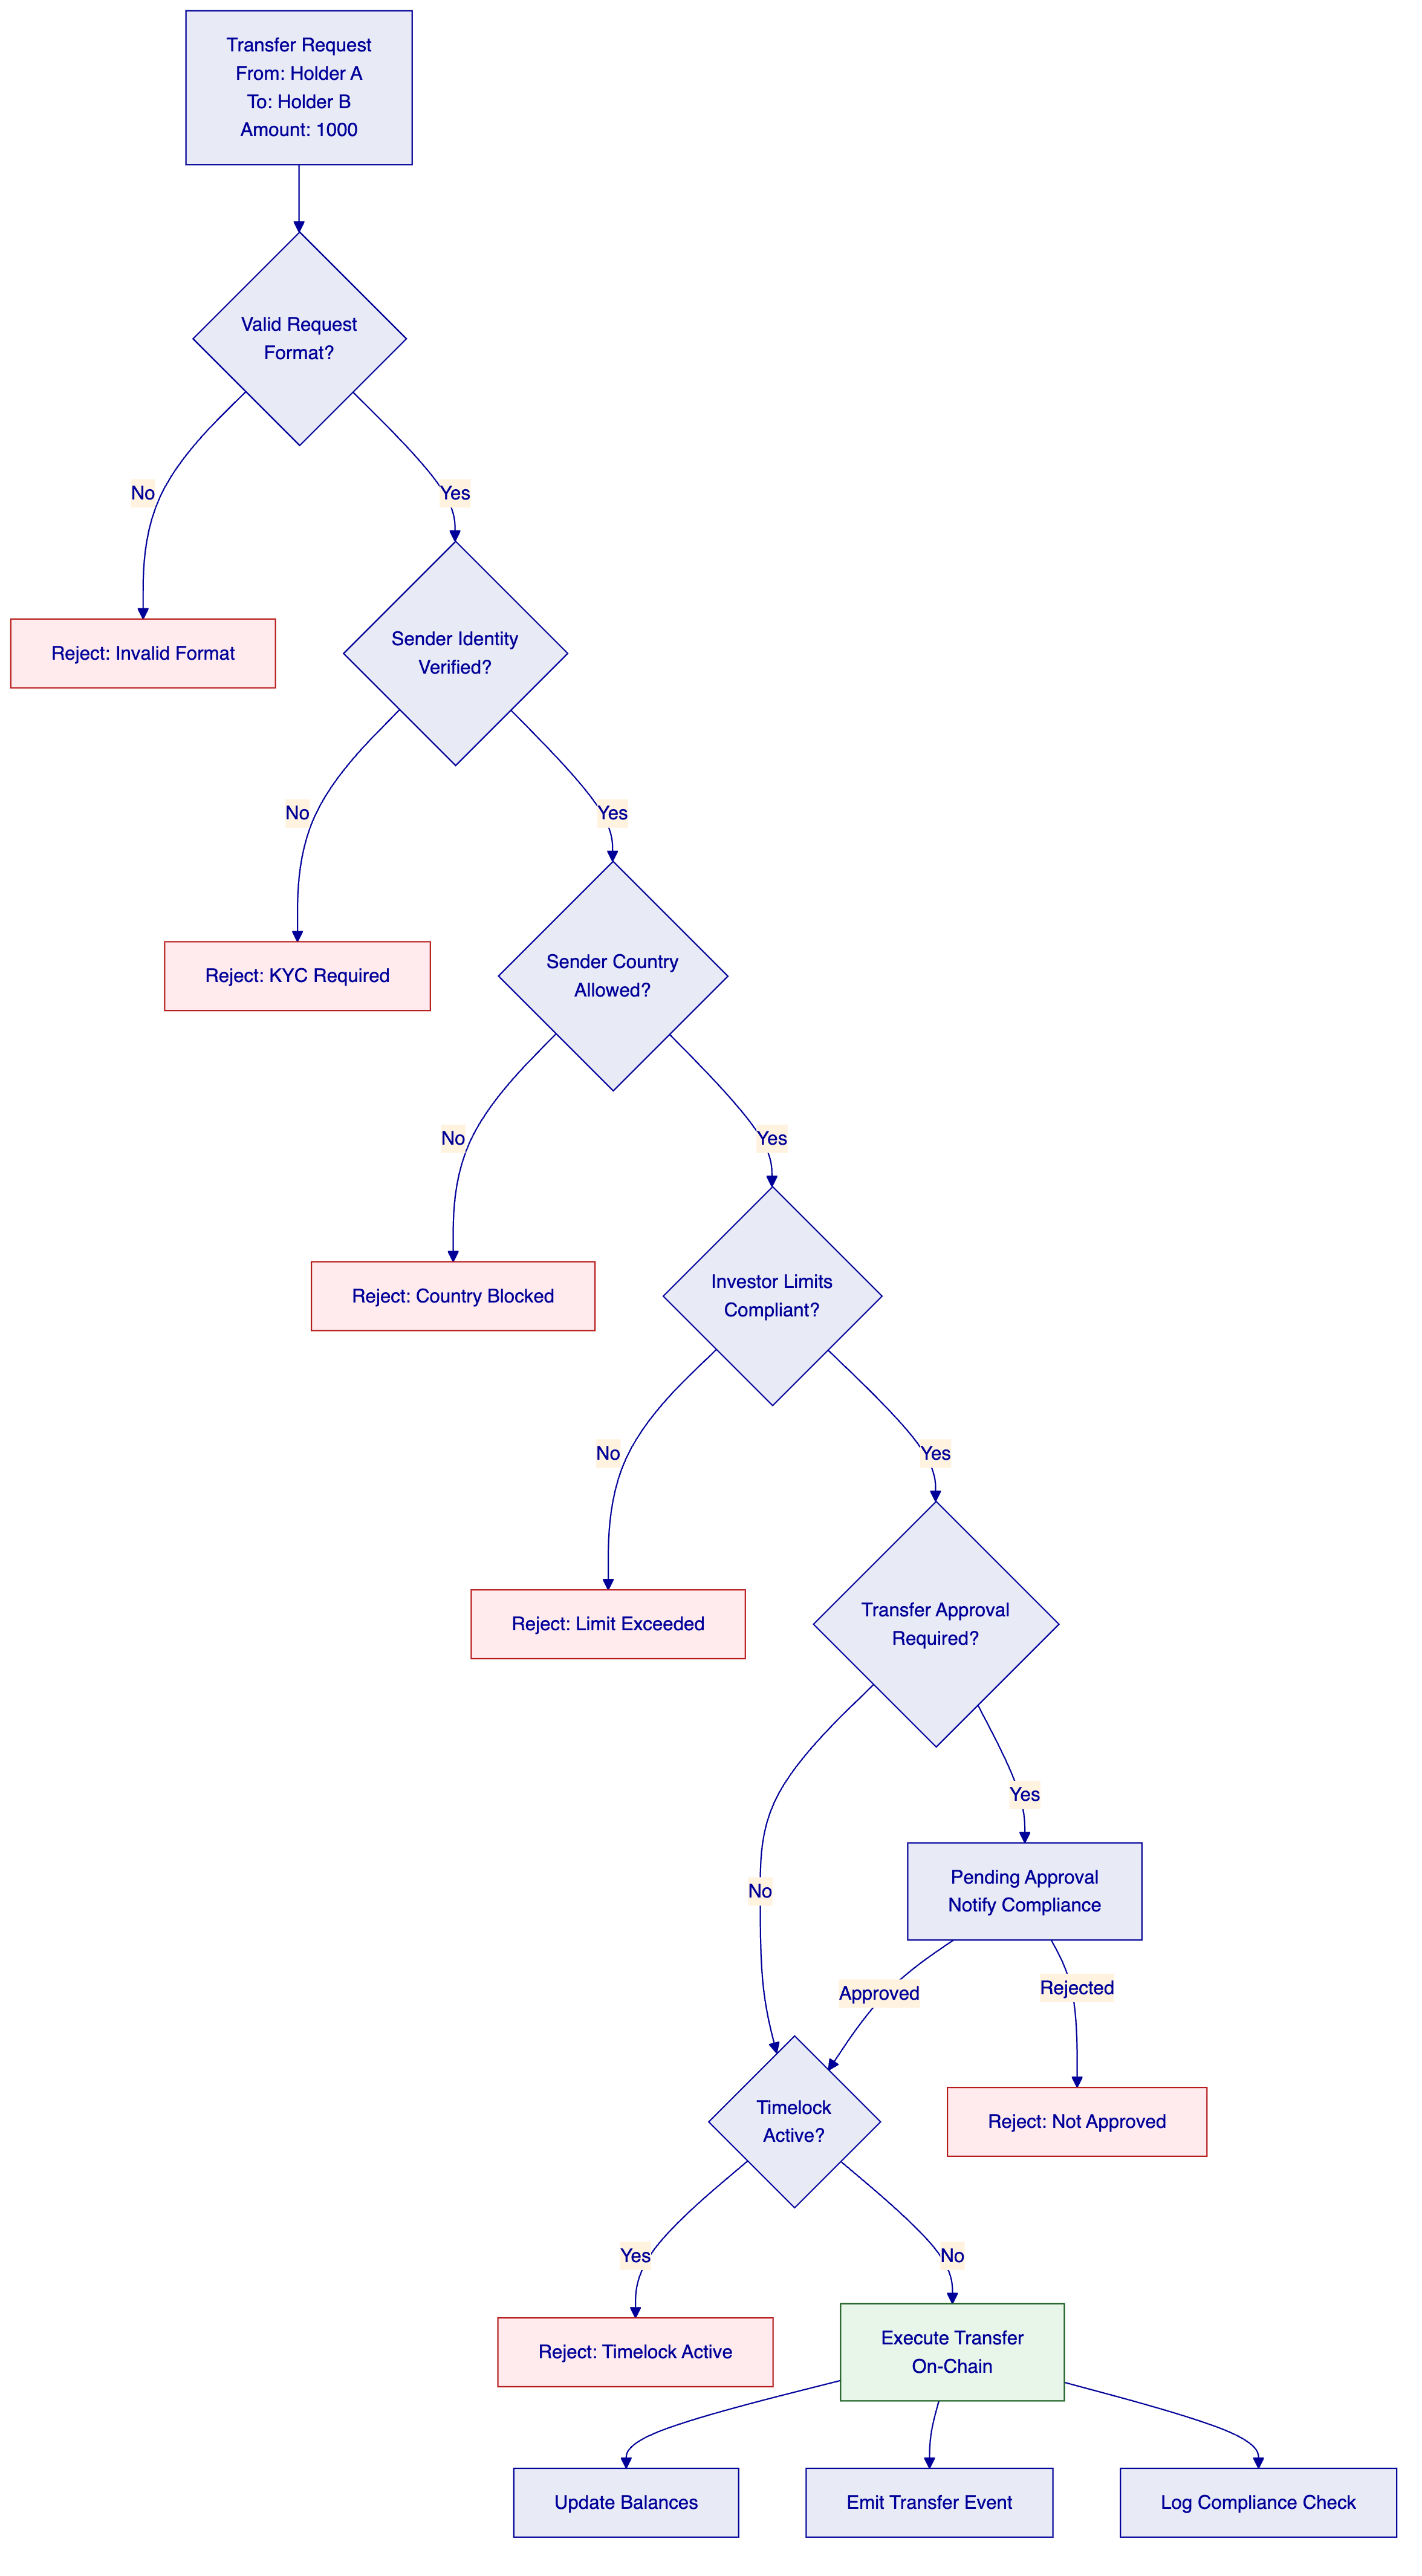 Transfer Request
From: Holder A
To: Holder B
Amount: 1000
Valid Request
Format?
No
Yes
Reject: Invalid Format
Sender Identity
Verified?
No
Yes
Reject: KYC Required
Sender Country
Allowed?
No
Yes
Reject: Country Blocked
Investor Limits
Compliant?
No
Yes
Reject: Limit Exceeded
Transfer Approval
Required?
Yes
No
Pending Approval
Notify Compliance
Approved
Rejected
Timelock
Active?
Reject: Not Approved
Yes
No
Reject: Timelock Active
Execute Transfer
On-Chain
Update Balances
Emit Transfer Event
Log Compliance Check